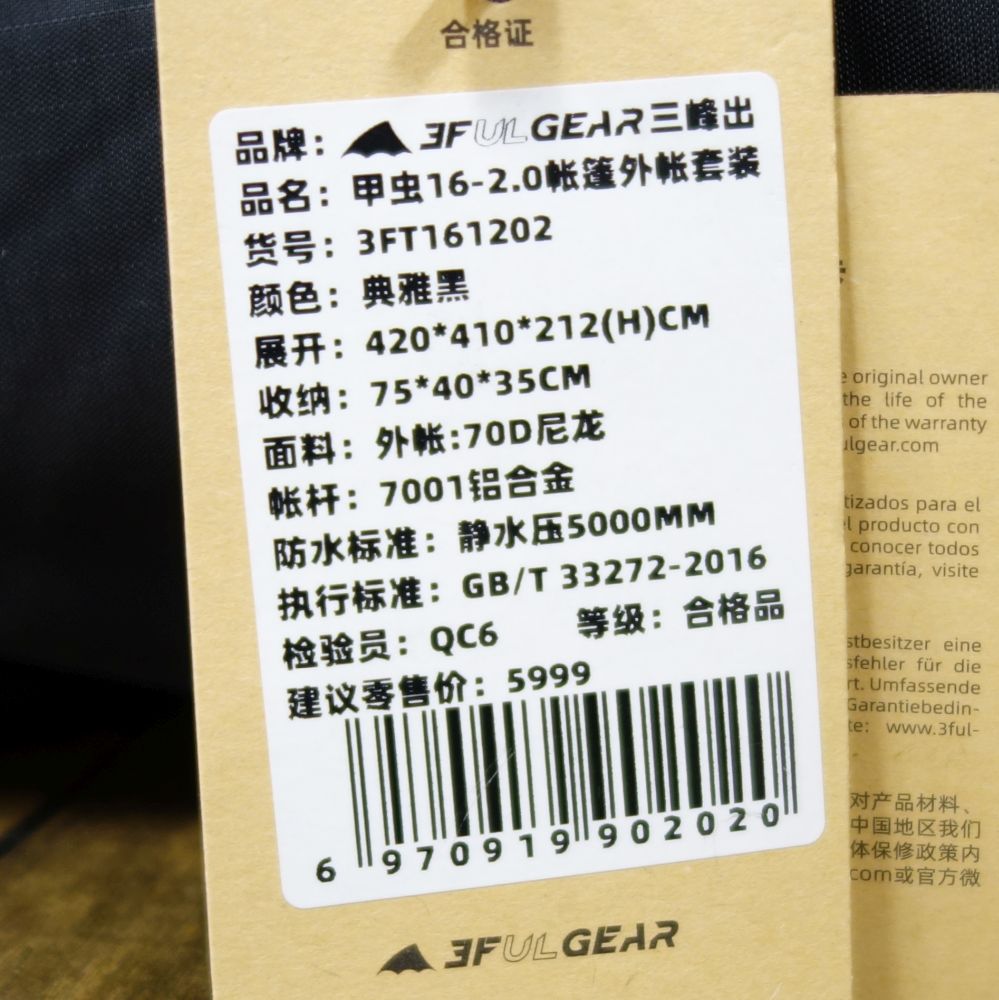 合格证
品牌：3FULGEAR三峰出
品名：甲虫16-2.0帐篷外帐套装
货号：3FT161202
颜色：典雅黑
展开：420*410*212(H)CM
收纳：75*40*35CM
面料：外帐:70D尼龙
帐杆：7001铝合金
防水标准：静水压5000MM
执行标准：GB/T 33272-2016
检验员：QC6 等级：合格品
建议零售价：5999
6 970919 902020
3FULGEAR
original owner
the life of the
of the warranty
ulgear.com
tizados para el
el producto con
conocer todos
garantía, visite
stbesitzer eine
sfehler für die
rt. Umfassende
Garantiebedin-
te: www.3ful-
对产品材料、
中国地区我们
体保修政策内
com或官方微